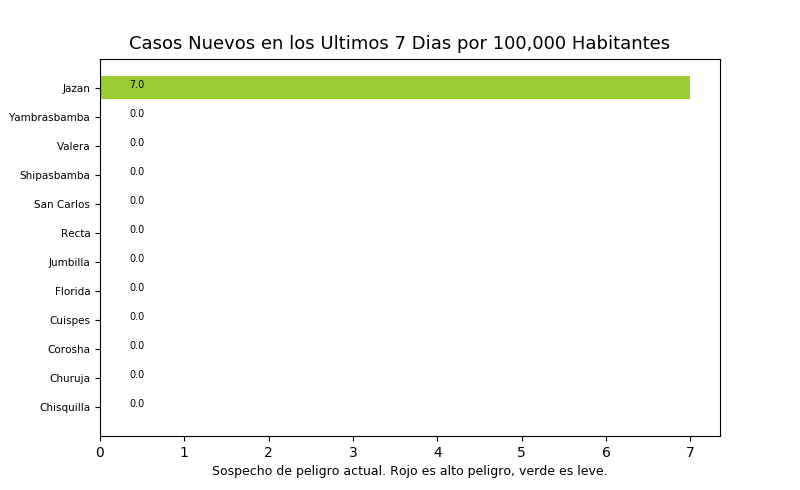 Casos Nuevos en los Ultimos 7 Dias por 100,000 Habitantes
Jazan 7.0
Yambrasbamba 0.0
Valera 0.0
Shipasbamba 0.0
San Carlos 0.0
Recta 0.0
Jumbilla 0.0
Florida 0.0
Cuispes 0.0
Corosha 0.0
Churuja 0.0
Chisquilla 0.0
0 1 2 3 4 5 6 7
Sospecho de peligro actual. Rojo es alto peligro, verde es leve.